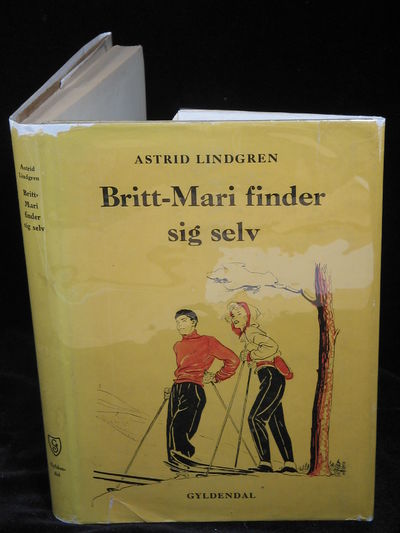 ASTRID LINDGREN
Britt-Mari finder
sig selv
GYLDENDAL
Astrid
Lindgren
Britt-
Mari
finder
sig selv